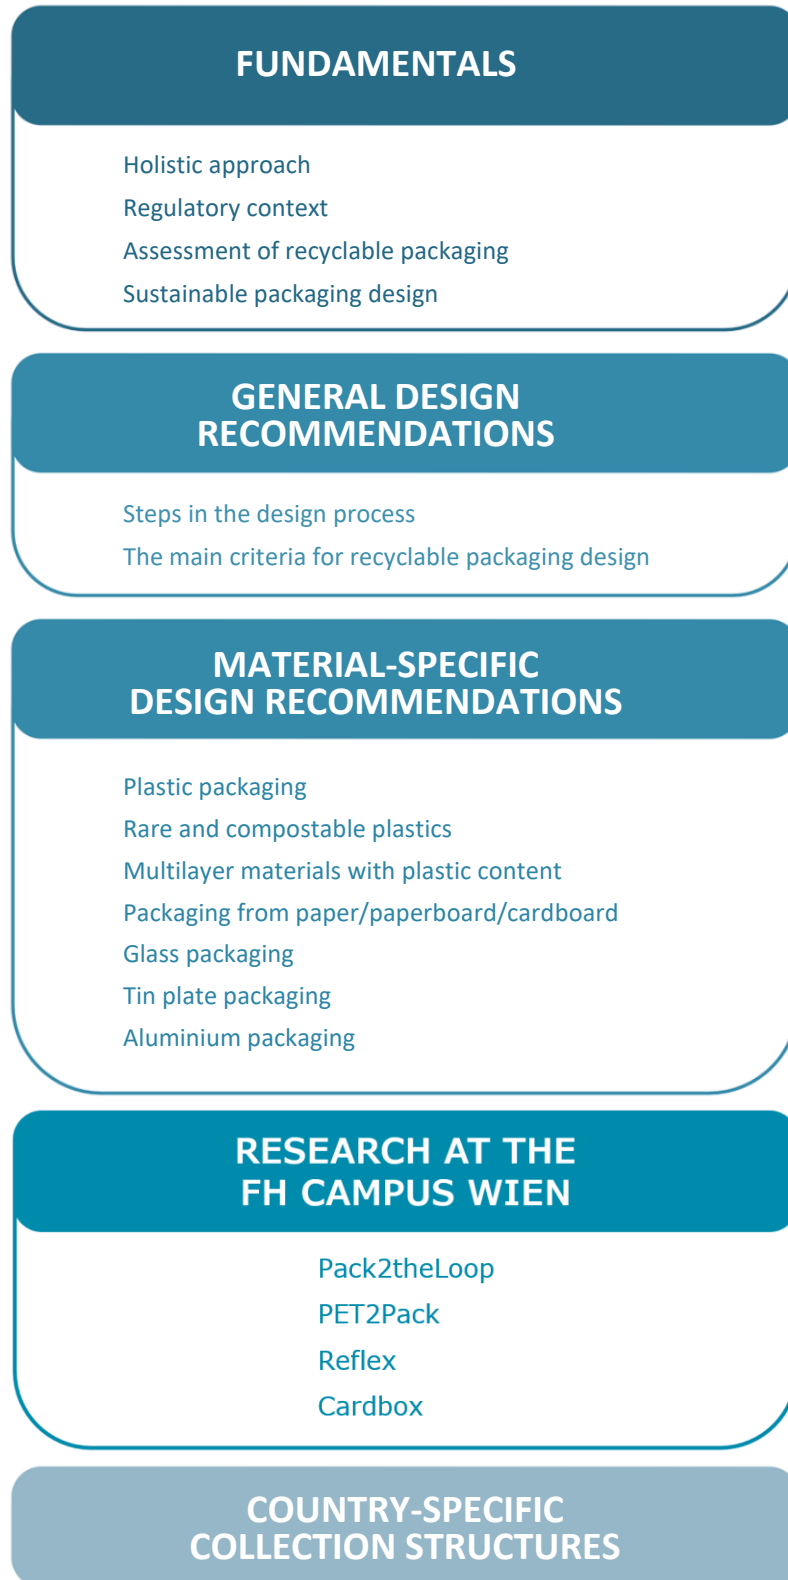 FUNDAMENTALS
Holistic approach
Regulatory context
Assessment of recyclable packaging
Sustainable packaging design
GENERAL DESIGN
RECOMMENDATIONS
Steps in the design process
The main criteria for recyclable packaging design
MATERIAL-SPECIFIC
DESIGN RECOMMENDATIONS
Plastic packaging
Rare and compostable plastics
Multilayer materials with plastic content
Packaging from paper/paperboard/cardboard
Glass packaging
Tin plate packaging
Aluminium packaging
RESEARCH AT THE
FH CAMPUS WIEN
Pack2theLoop
PET2Pack
Reflex
Cardbox
COUNTRY-SPECIFIC
COLLECTION STRUCTURES